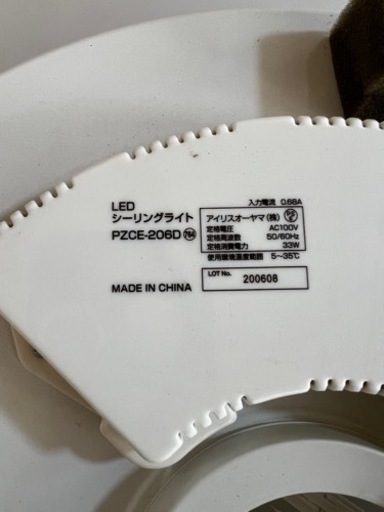 LED
シーリングライト
PZCE-206D
MADE IN CHINA
入力電流 0.68A
アイリスオーヤマ(株) PSE
定格電圧 AC100V
定格周波数 50/60Hz
定格消費電力 33W
使用環境温度範囲 5～35℃
LOT No. 200608